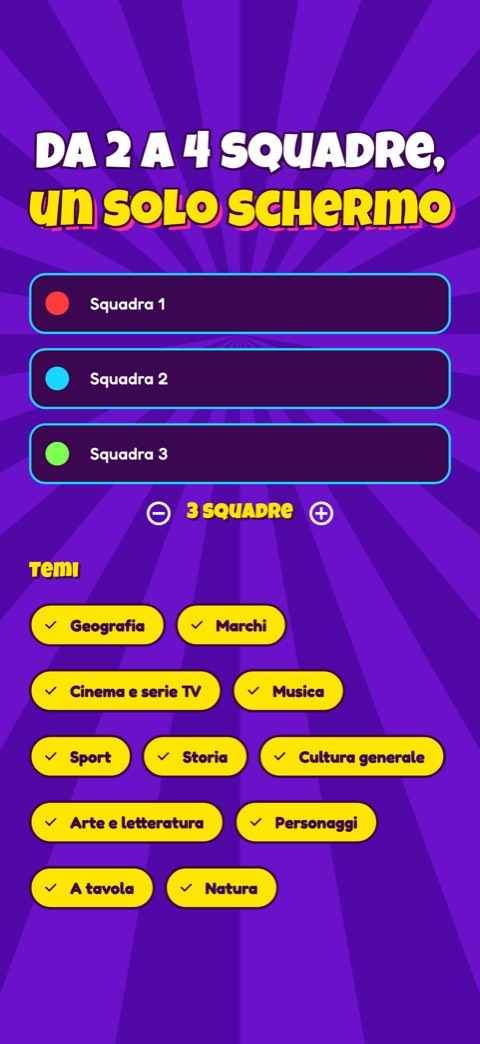 Da 2 a 4 squadre,
un solo schermo
Squadra 1
Squadra 2
Squadra 3
3 squadre
Temi
Geografia
Marchi
Cinema e serie TV
Musica
Sport
Storia
Cultura generale
Arte e letteratura
Personaggi
A tavola
Natura